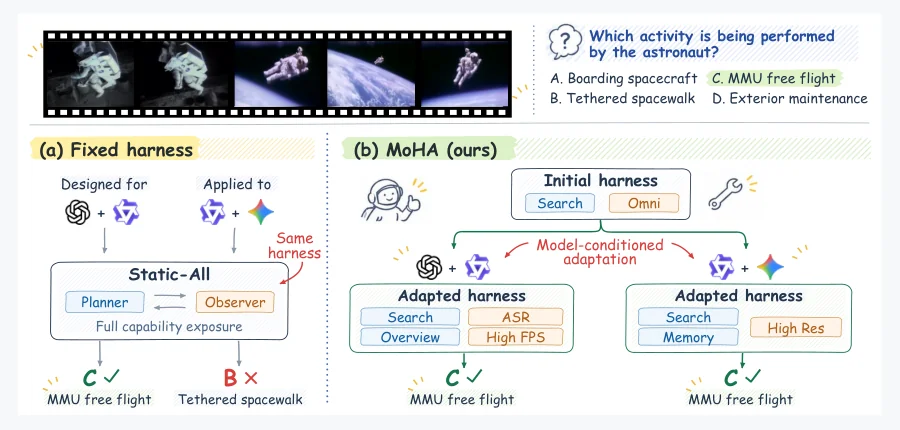 Which activity is being performed
by the astronaut?
A. Boarding spacecraft C. MMU free flight
B. Tethered spacewalk D. Exterior maintenance
(a) Fixed harness
Designed for Applied to
+ +
Same
harness
Static-All
Planner Observer
Full capability exposure
C ✓ B ×
MMU free flight Tethered spacewalk
(b) MoHA (ours)
Initial harness
Search Omni
Model-conditioned
adaptation
+ +
Adapted harness
Search ASR
Overview High FPS
C ✓
MMU free flight
Adapted harness
Search High Res
Memory
C ✓
MMU free flight